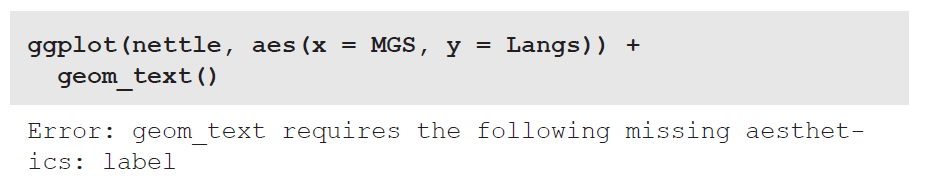 ggplot(nettle, aes(x = MGS, y = Langs)) +
  geom_text()
Error: geom_text requires the following missing aesthet-
ics: label